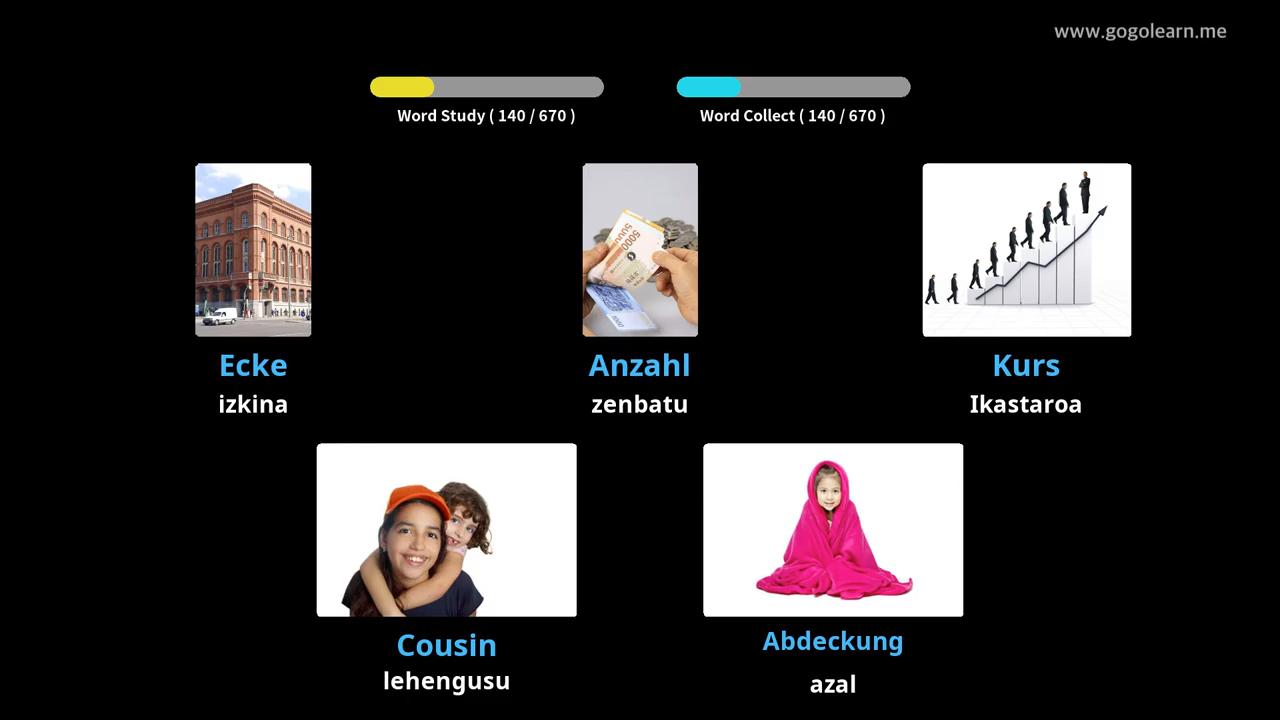 www.gogolearn.me
Word Study ( 140 / 670 )
Word Collect ( 140 / 670 )
Ecke
izkina
Anzahl
zenbatu
Kurs
Ikastaroa
Cousin
lehengusu
Abdeckung
azal